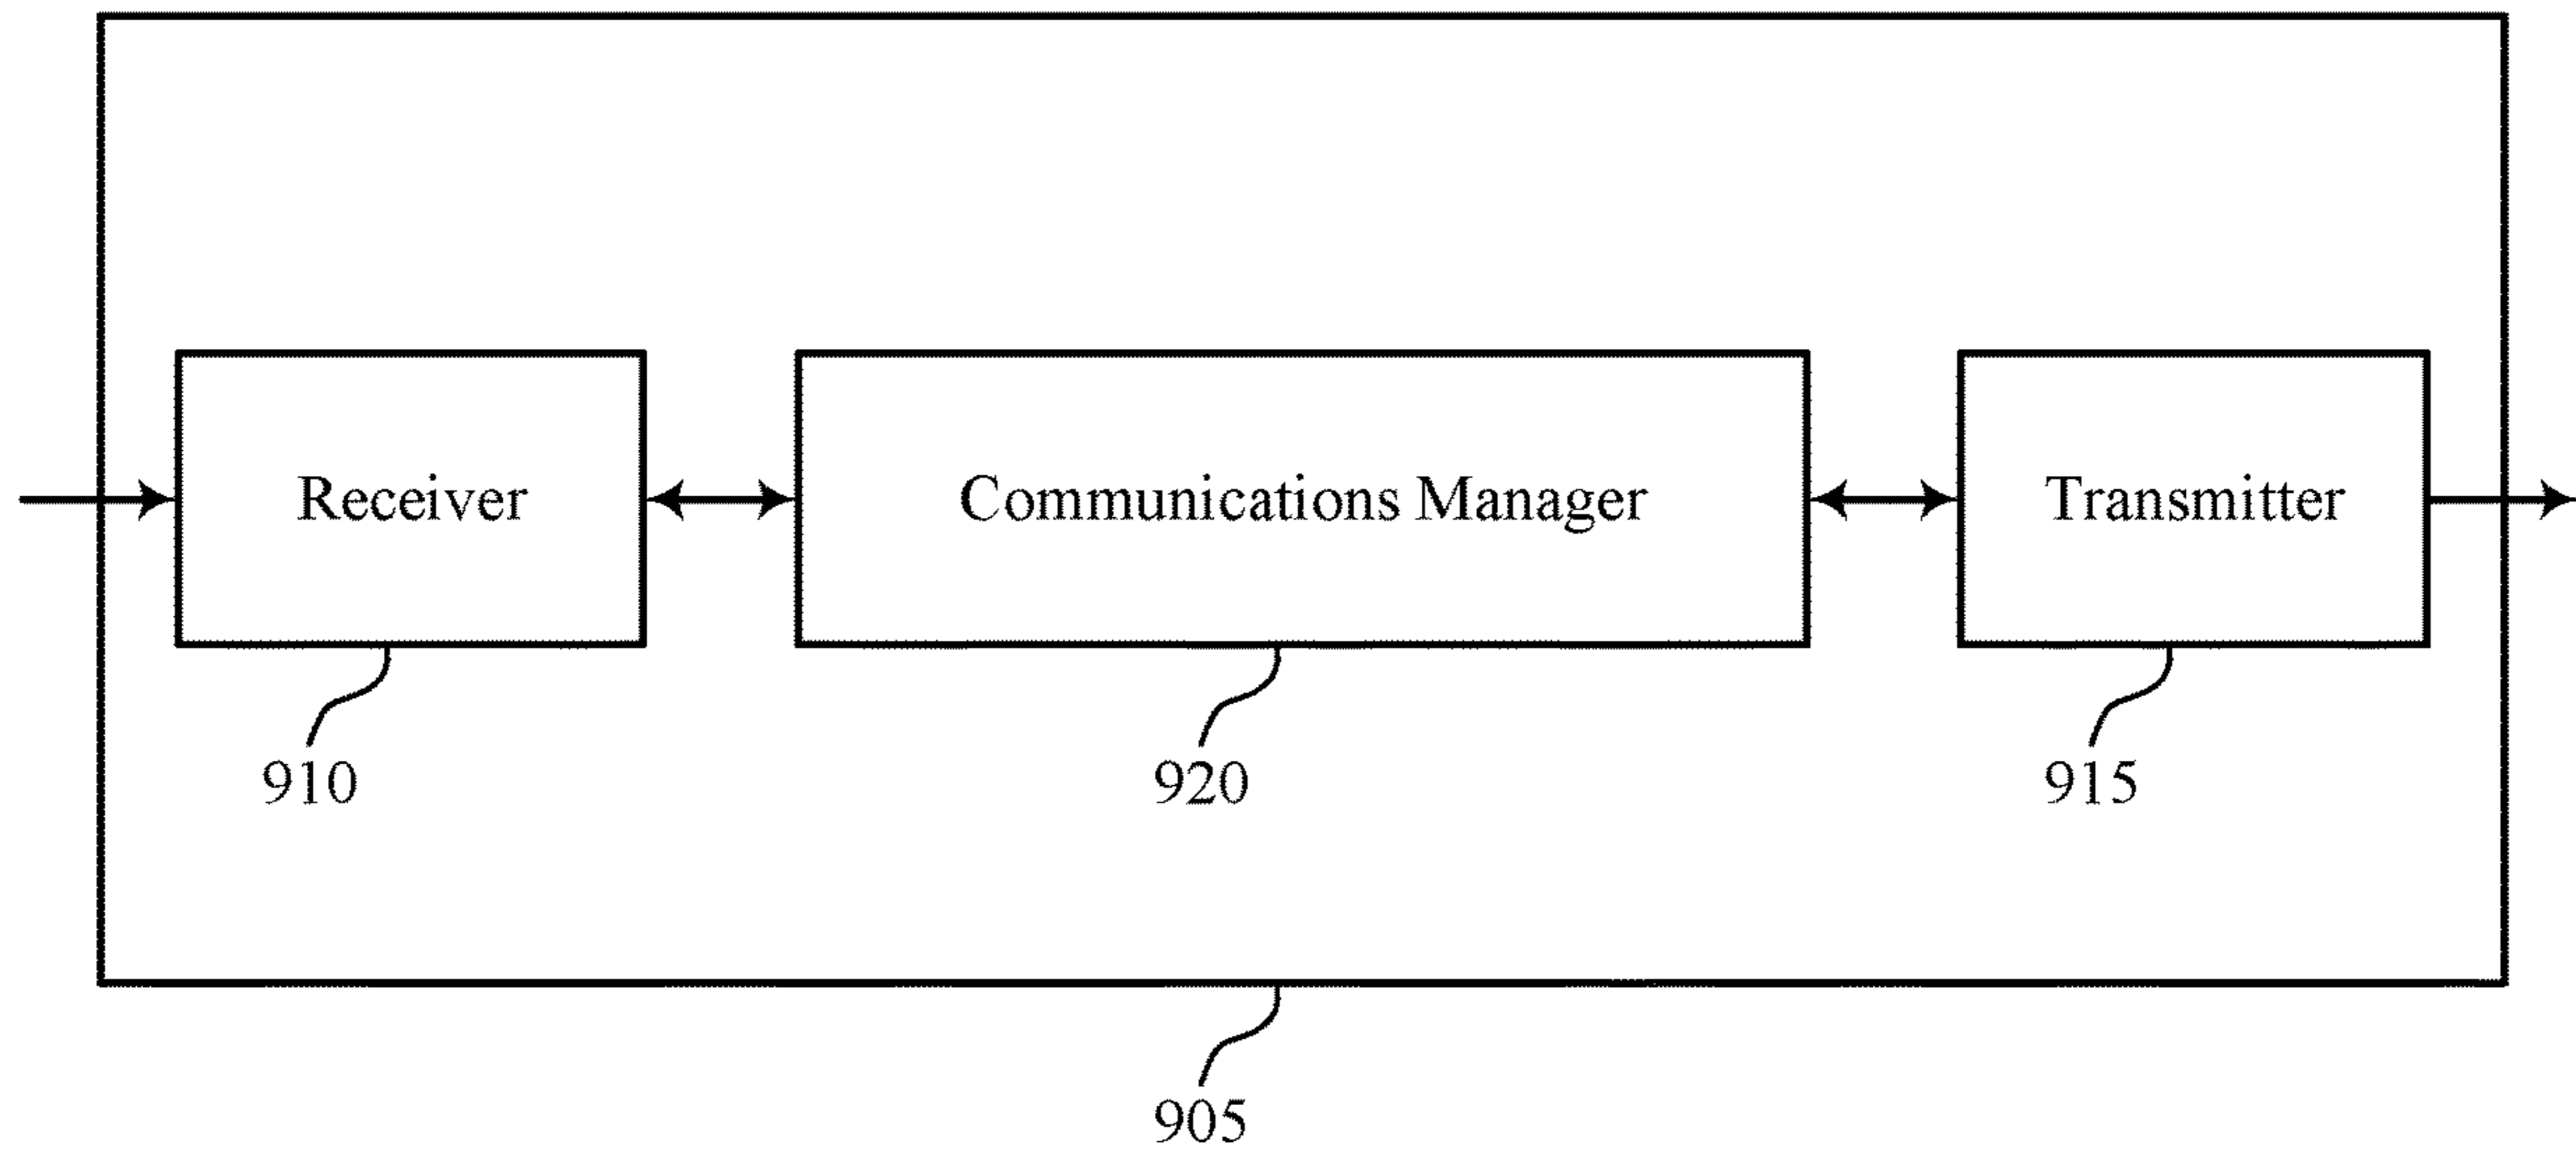 Receiver
Communications Manager
Transmitter
910
920
915
905